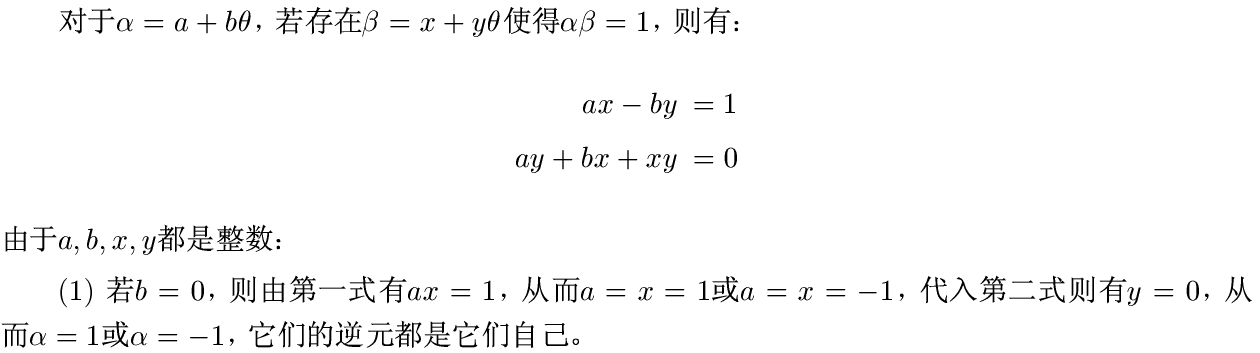 对于α = a + bθ，若存在β = x + yθ使得αβ = 1，则有：
ax − by = 1
ay + bx + xy = 0
由于a, b, x, y都是整数：
(1) 若b = 0，则由第一式有ax = 1，从而a = x = 1或a = x = −1，代入第二式则有y = 0，从
而α = 1或α = −1，它们的逆元都是它们自己。